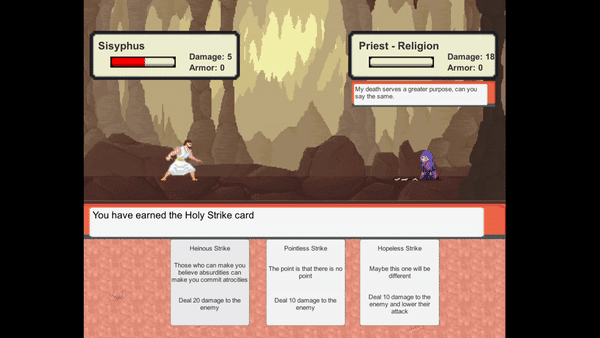 Sisyphus
Damage: 5
Armor: 0
Priest - Religion
Damage: 18
Armor: 0
My death serves a greater purpose, can you
say the same.
You have earned the Holy Strike card
Heinous Strike
Those who can make you
believe absurdities can
make you commit atrocities
Deal 20 damage to the
enemy
Pointless Strike
The point is that there is no
point
Deal 10 damage to the
enemy
Hopeless Strike
Maybe this one will be
different
Deal 10 damage to the
enemy and lower their
attack